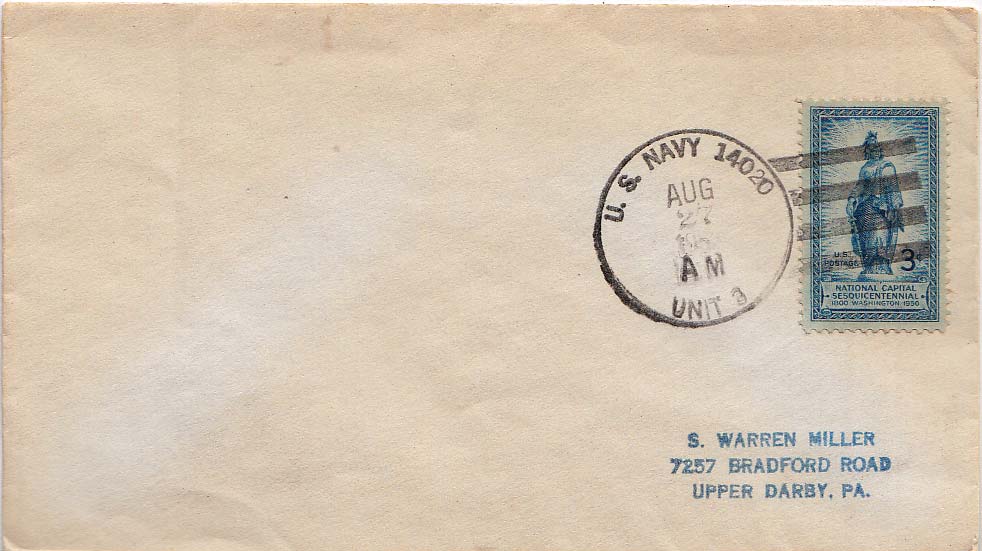 U. S. NAVY 14020
AUG
27
AM
UNIT 3
U.S.
POSTAGE
3¢
NATIONAL CAPITAL
SESQUICENTENNIAL
1800 WASHINGTON 1950
S. WARREN MILLER
7257 BRADFORD ROAD
UPPER DARBY, PA.